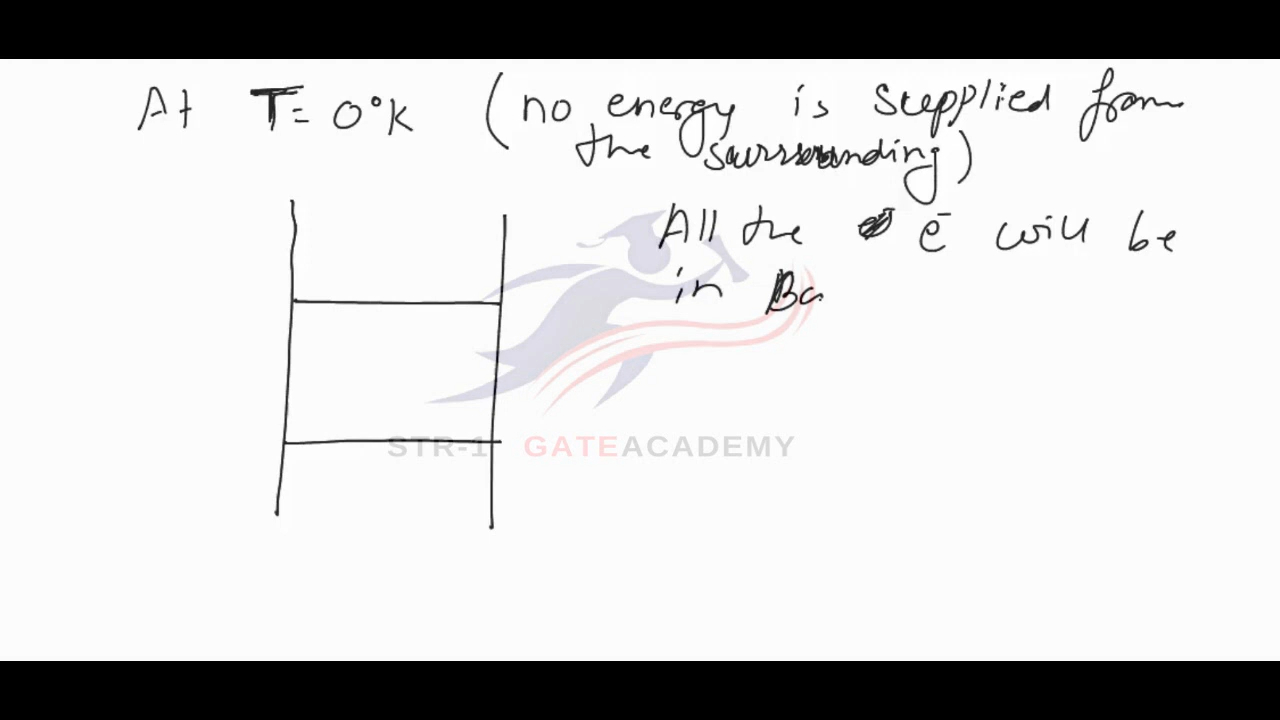 At T = 0°K (no energy is supplied from
the surrounding)
All the e⁻ will be
in Ba
STR-1 GATEACADEMY